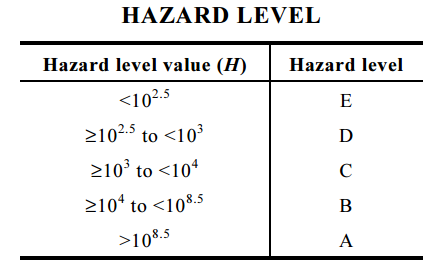 HAZARD LEVEL
Hazard level value (H) Hazard level
<10^2.5 E
≥10^2.5 to <10^3 D
≥10^3 to <10^4 C
≥10^4 to <10^8.5 B
>10^8.5 A